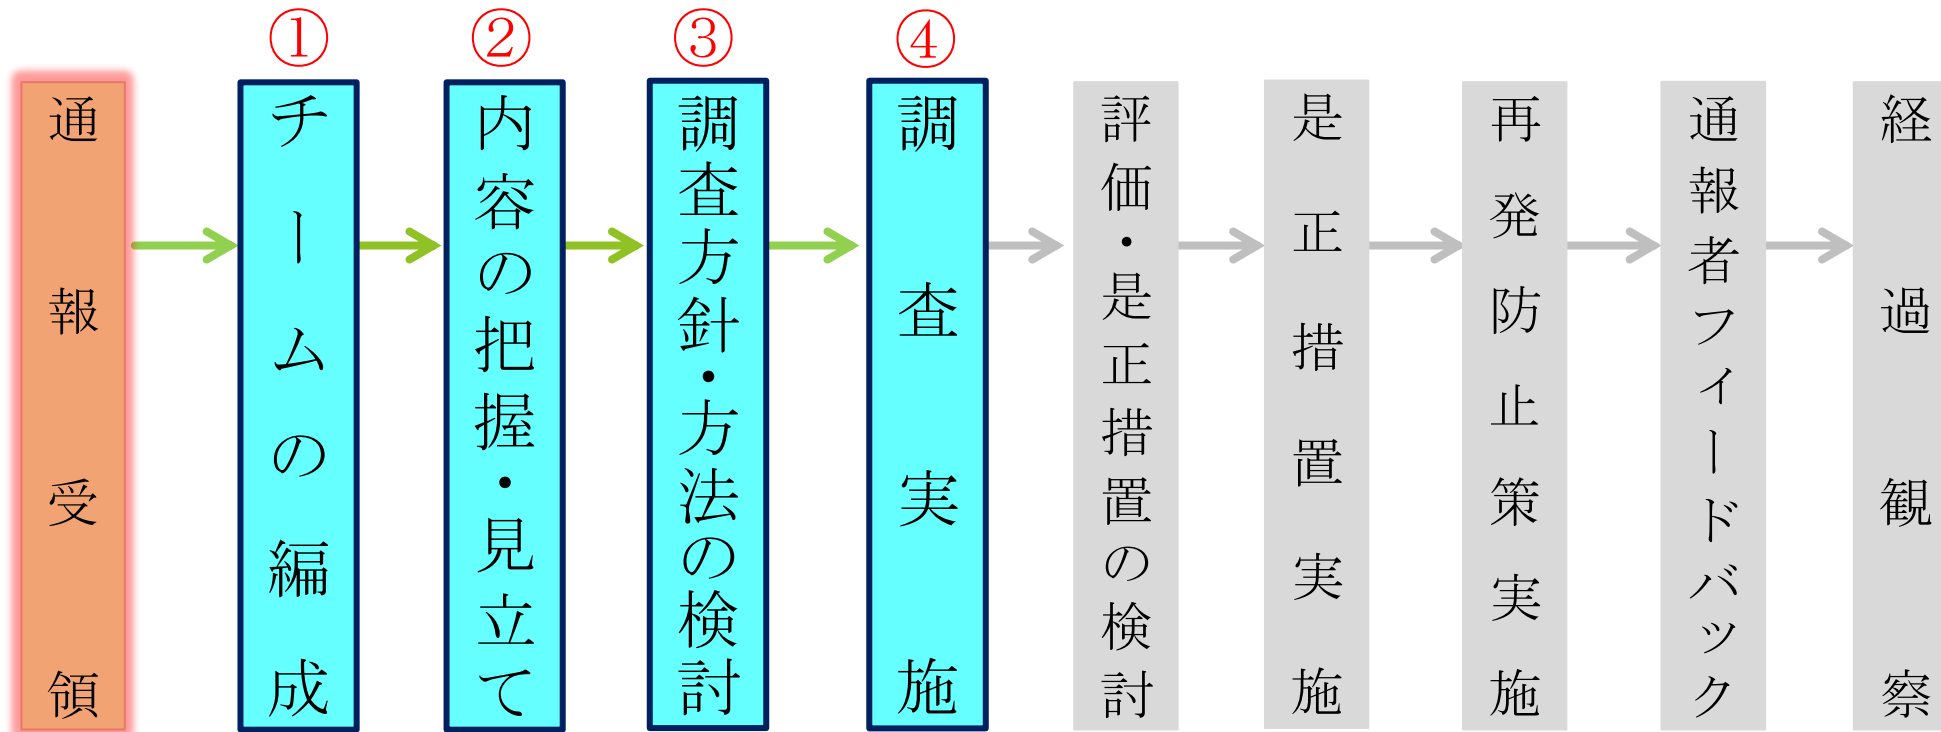 通報受領
①
チームの編成
②
内容の把握・見立て
③
調査方針・方法の検討
④
調査実施
評価・是正措置の検討
是正措置実施
再発防止策実施
通報者フィードバック
経過観察